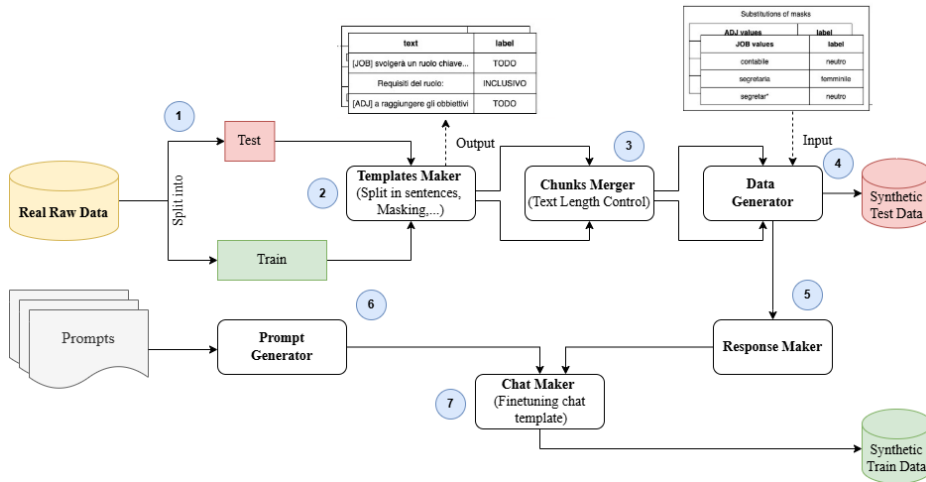 Substitutions of masks
ADJ values label
JOB values label
contabile neutro
segretaria femminile
segretar* neutro
text label
[JOB] svolgerà un ruolo chiave... TODO
Requisiti del ruolo: INCLUSIVO
[ADJ] a raggiungere gli obbiettivi TODO
1
Test
Output
Input
3
4
2
Real Raw Data
Split into
Templates Maker
(Split in sentences,
Masking,...)
Chunks Merger
(Text Length Control)
Data
Generator
Synthetic
Test Data
Train
5
6
Prompts
Prompt
Generator
Response Maker
7
Chat Maker
(Finetuning chat
template)
Synthetic
Train Data